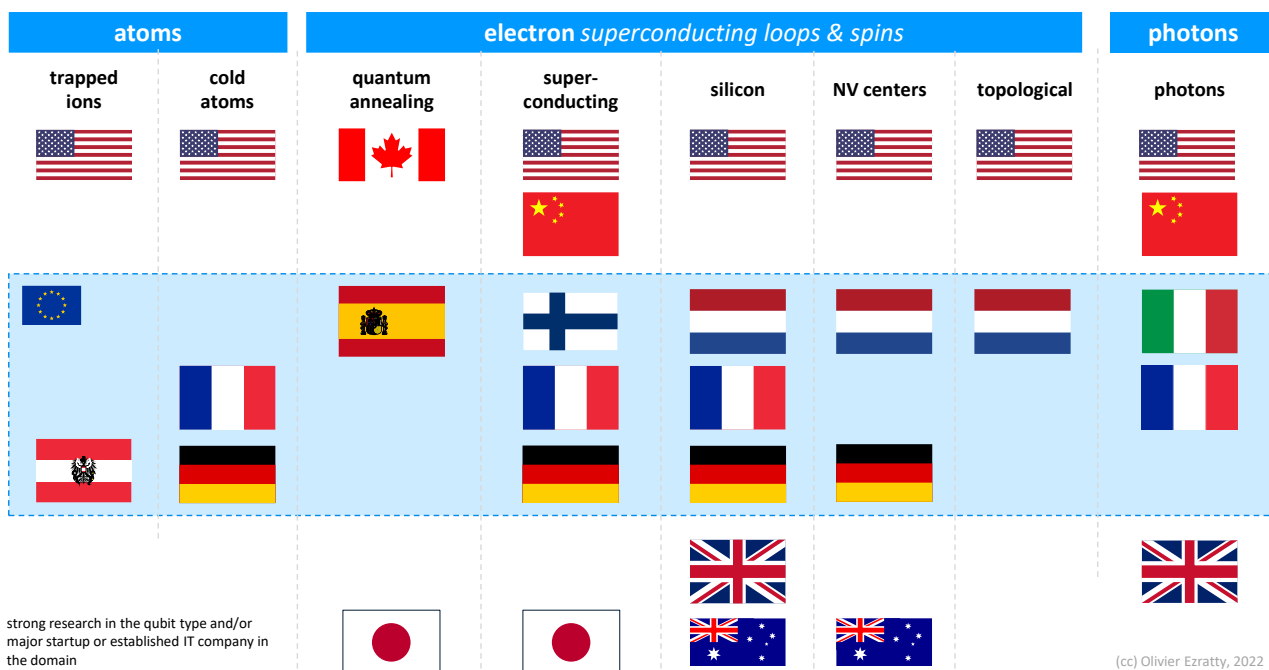 atoms
electron superconducting loops & spins
photons
trapped
ions
cold
atoms
quantum
annealing
super-
conducting
silicon
NV centers
topological
photons
strong research in the qubit type and/or
major startup or established IT company in
the domain
(cc) Olivier Ezratty, 2022